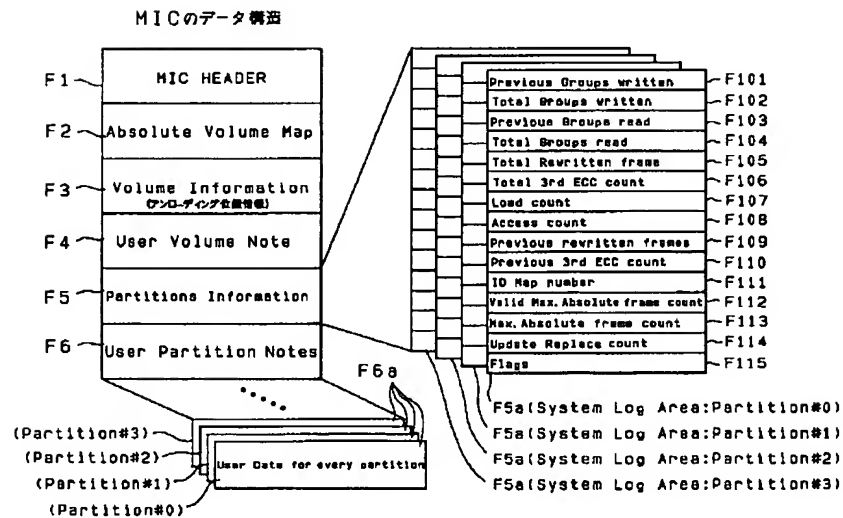 MICのデータ構造
F1
MIC HEADER
F2
Absolute Volume Map
F3
Volume Information
(アンローディング位置情報)
F4
User Volume Note
F5
Partitions Information
F6
User Partition Notes
F6a
(Partition#3)
(Partition#2)
(Partition#1)
(Partition#0)
User Data for every partition
Previous Groups written F101
Total Groups written F102
Previous Groups read F103
Total Groups read F104
Total Rewritten frame F105
Total 3rd ECC count F106
Load count F107
Access count F108
Previous rewritten frames F109
Previous 3rd ECC count F110
ID Map number F111
Valid Max.Absolute frame count F112
Max.Absolute frame count F113
Update Replace count F114
Flags F115
F5a(System Log Area:Partition#0)
F5a(System Log Area:Partition#1)
F5a(System Log Area:Partition#2)
F5a(System Log Area:Partition#3)